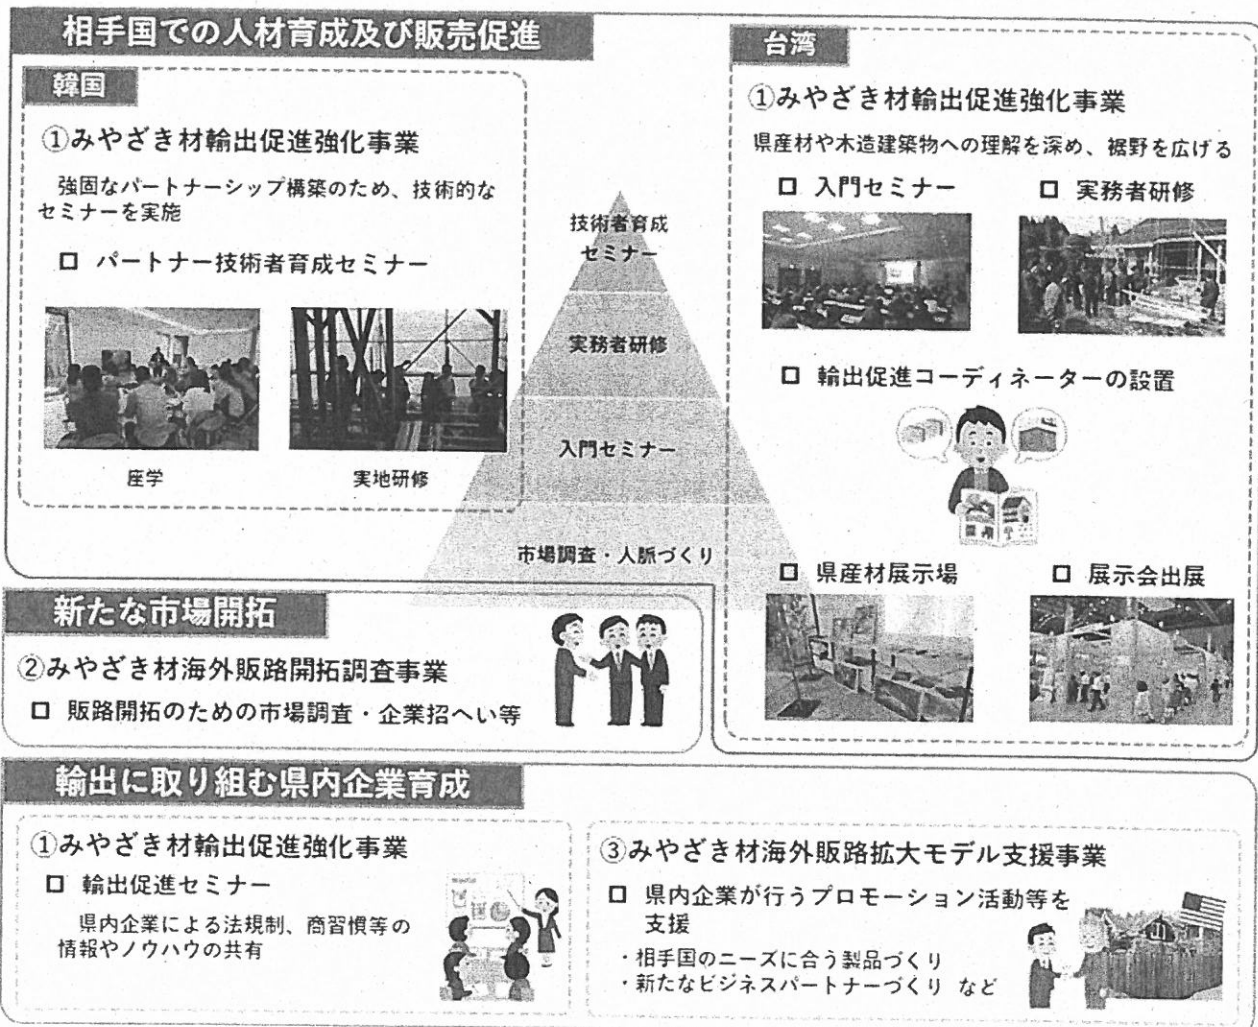 相手国での人材育成及び販売促進
韓国
①みやざき材輸出促進強化事業
強固なパートナーシップ構築のため、技術的な
セミナーを実施
□ パートナー技術者育成セミナー
座学
実地研修
技術者育成
セミナー
実務者研修
入門セミナー
市場調査・人脈づくり
台湾
①みやざき材輸出促進強化事業
県産材や木造建築物への理解を深め、裾野を広げる
□ 入門セミナー
□ 実務者研修
□ 輸出促進コーディネーターの設置
□ 県産材展示場
□ 展示会出展
新たな市場開拓
②みやざき材海外販路開拓調査事業
□ 販路開拓のための市場調査・企業招へい等
輸出に取り組む県内企業育成
①みやざき材輸出促進強化事業
□ 輸出促進セミナー
県内企業による法規制、商習慣等の
情報やノウハウの共有
③みやざき材海外販路拡大モデル支援事業
□ 県内企業が行うプロモーション活動等を
支援
・相手国のニーズに合う製品づくり
・新たなビジネスパートナーづくり など